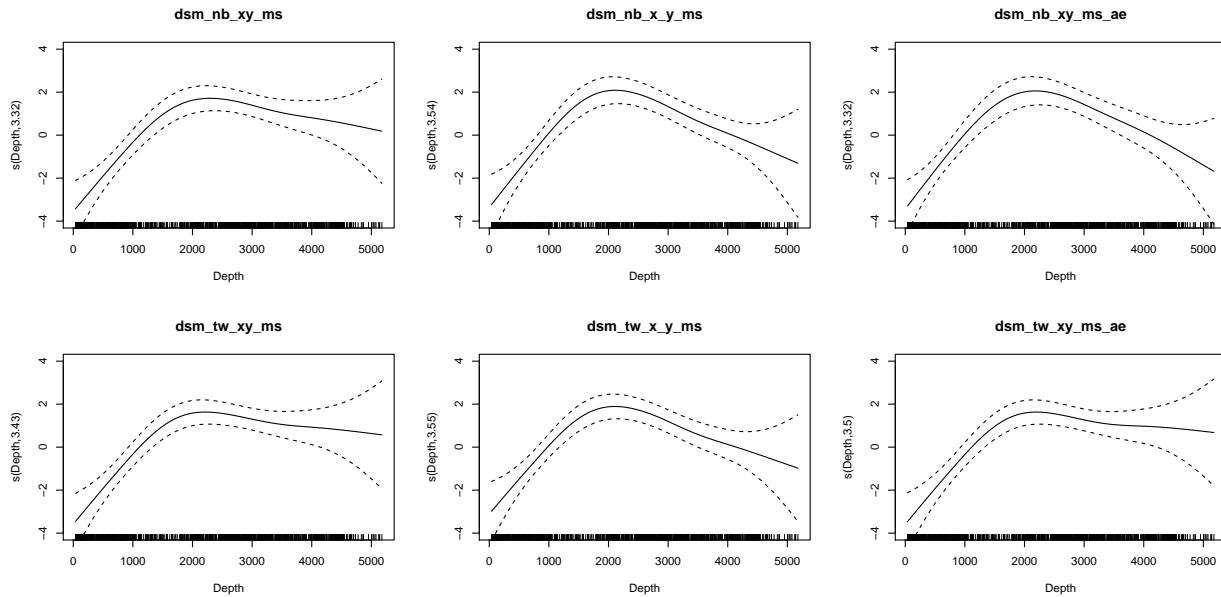 dsm_nb_xy_ms
4
2
0
-2
-4
s(Depth,3.32)
0 1000 2000 3000 4000 5000
Depth
dsm_nb_x_y_ms
4
2
0
-2
-4
s(Depth,3.54)
0 1000 2000 3000 4000 5000
Depth
dsm_nb_xy_ms_ae
4
2
0
-2
-4
s(Depth,3.32)
0 1000 2000 3000 4000 5000
Depth
dsm_tw_xy_ms
4
2
0
-2
-4
s(Depth,3.43)
0 1000 2000 3000 4000 5000
Depth
dsm_tw_x_y_ms
4
2
0
-2
-4
s(Depth,3.55)
0 1000 2000 3000 4000 5000
Depth
dsm_tw_xy_ms_ae
4
2
0
-2
-4
s(Depth,3.5)
0 1000 2000 3000 4000 5000
Depth